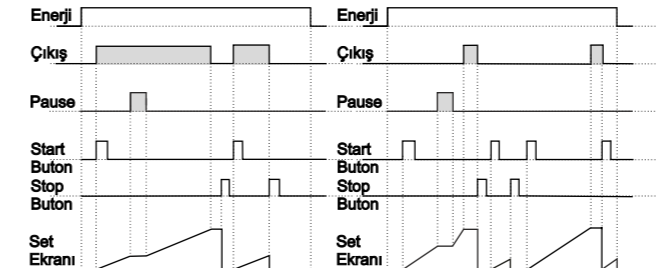 Enerji
Çıkış
Pause
Start
Buton
Stop
Buton
Set
Ekranı
Enerji
Çıkış
Pause
Start
Buton
Stop
Buton
Set
Ekranı